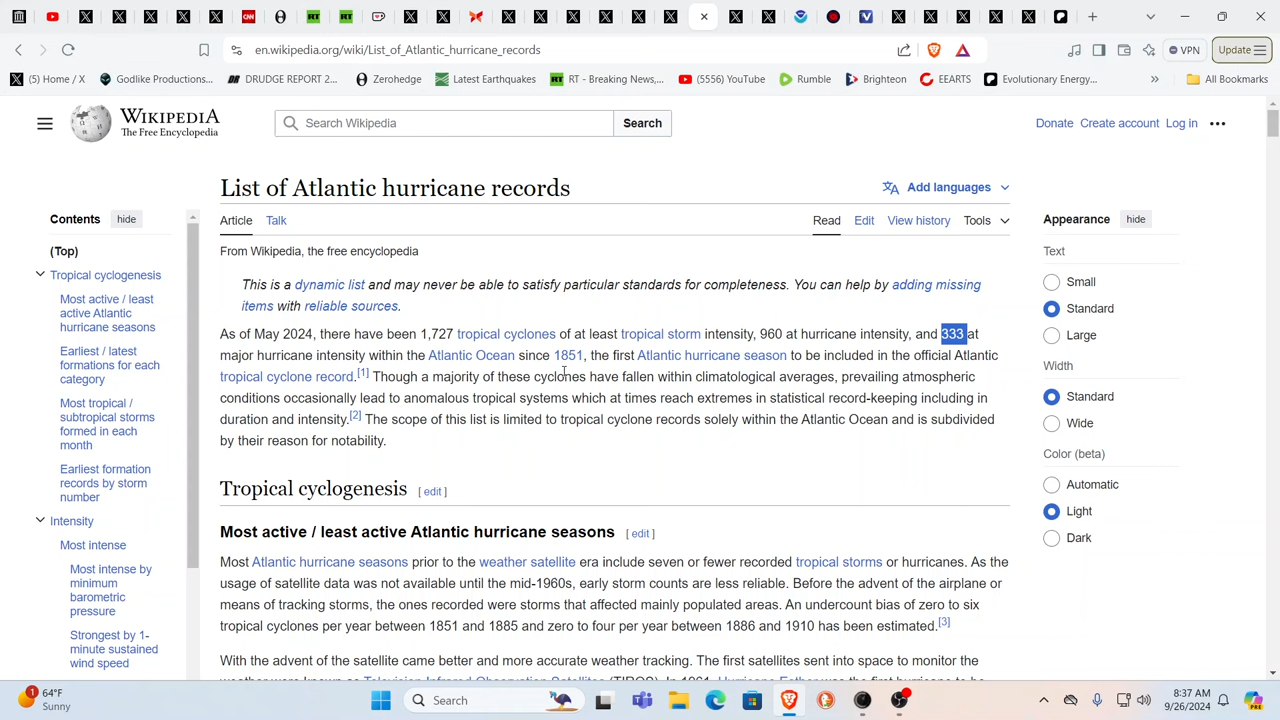 en.wikipedia.org/wiki/List_of_Atlantic_hurricane_records
VPN
Update
(5) Home / X
Godlike Productions...
DRUDGE REPORT 2...
Zerohedge
Latest Earthquakes
RT - Breaking News,...
(5556) YouTube
Rumble
Brighteon
EEARTS
Evolutionary Energy...
»
All Bookmarks
WIKIPEDIA
The Free Encyclopedia
Search Wikipedia
Search
Donate
Create account
Log in
List of Atlantic hurricane records
Add languages
Contents
hide
Article
Talk
Read
Edit
View history
Tools
Appearance
hide
(Top)
Tropical cyclogenesis
Most active / least
active Atlantic
hurricane seasons
Earliest / latest
formations for each
category
Most tropical /
subtropical storms
formed in each
month
Earliest formation
records by storm
number
Intensity
Most intense
Most intense by
minimum
barometric
pressure
Strongest by 1-
minute sustained
wind speed
From Wikipedia, the free encyclopedia
This is a dynamic list and may never be able to satisfy particular standards for completeness. You can help by adding missing
items with reliable sources.
As of May 2024, there have been 1,727 tropical cyclones of at least tropical storm intensity, 960 at hurricane intensity, and 333 at
major hurricane intensity within the Atlantic Ocean since 1851, the first Atlantic hurricane season to be included in the official Atlantic
tropical cyclone record.[1] Though a majority of these cyclones have fallen within climatological averages, prevailing atmospheric
conditions occasionally lead to anomalous tropical systems which at times reach extremes in statistical record-keeping including in
duration and intensity.[2] The scope of this list is limited to tropical cyclone records solely within the Atlantic Ocean and is subdivided
by their reason for notability.
Tropical cyclogenesis [ edit ]
Most active / least active Atlantic hurricane seasons [ edit ]
Most Atlantic hurricane seasons prior to the weather satellite era include seven or fewer recorded tropical storms or hurricanes. As the
usage of satellite data was not available until the mid-1960s, early storm counts are less reliable. Before the advent of the airplane or
means of tracking storms, the ones recorded were storms that affected mainly populated areas. An undercount bias of zero to six
tropical cyclones per year between 1851 and 1885 and zero to four per year between 1886 and 1910 has been estimated.[3]
With the advent of the satellite came better and more accurate weather tracking. The first satellites sent into space to monitor the
weather were known as Television Infrared Observation Satellites (TIROS). In 1961, Hurricane Esther was the first hurricane to be
Text
Small
Standard
Large
Width
Standard
Wide
Color (beta)
Automatic
Light
Dark
1
64°F
Sunny
Search
8:37 AM
9/26/2024